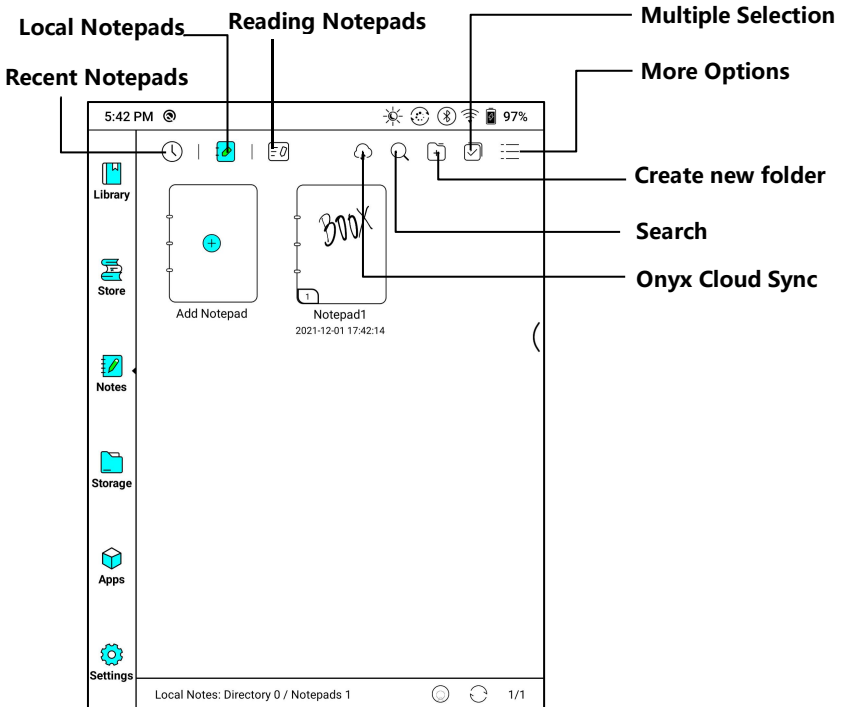 Local Notepads
Reading Notepads
Multiple Selection
Recent Notepads
More Options
5:42 PM
97%
Library
Create new folder
Search
Store
Onyx Cloud Sync
BOOX
1
Add Notepad
Notepad1
2021-12-01 17:42:14
Notes
Storage
Apps
Settings
Local Notes: Directory 0 / Notepads 1
1/1